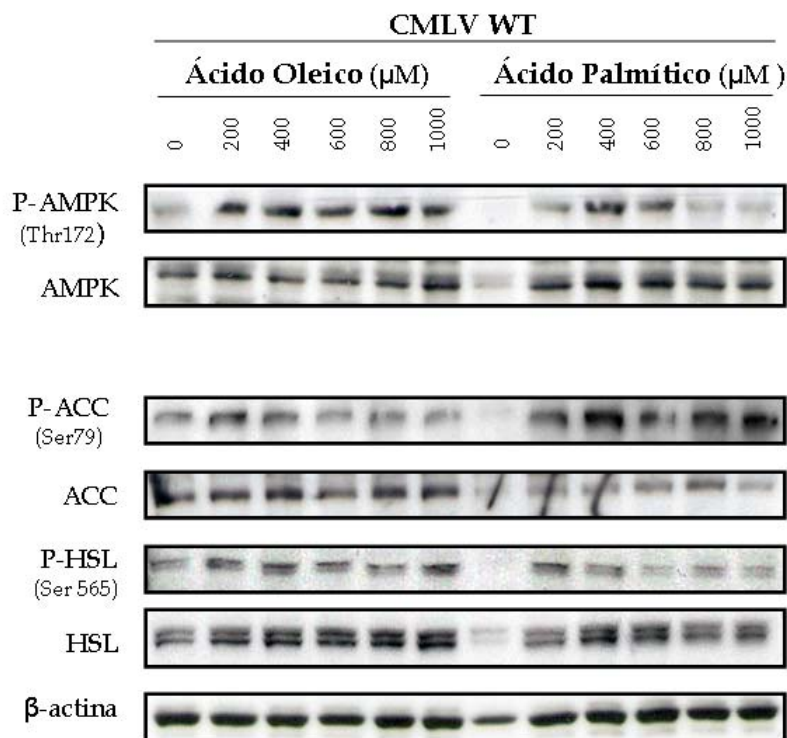 CMLV WT
Ácido Oleico (μM) Ácido Palmítico (μM )
0 200 400 600 800 1000 0 200 400 600 800 1000
P-AMPK
(Thr172)
AMPK
P-ACC
(Ser79)
ACC
P-HSL
(Ser 565)
HSL
β-actina